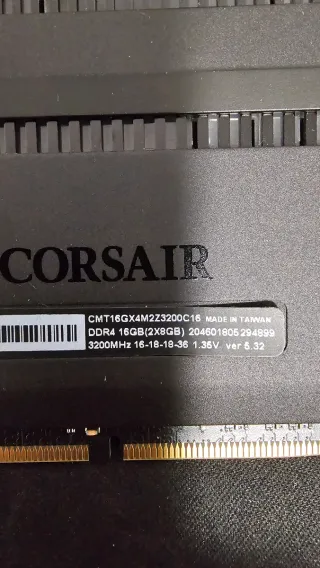 CORSAIR
CMT16GX4M2Z3200C16 MADE IN TAIWAN
DDR4 16GB(2X8GB) 204601805294899
3200MHz 16-18-18-36 1.35V ver 5.32